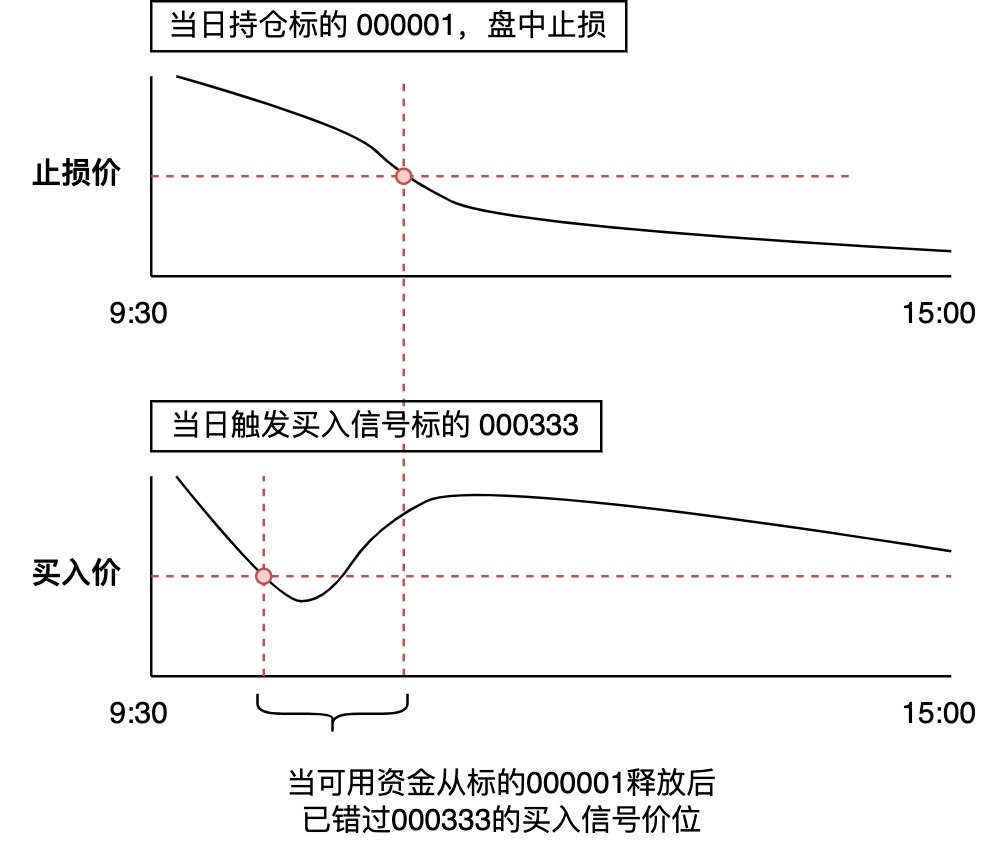 当日持仓标的 000001，盘中止损
止损价
9:30
15:00
当日触发买入信号标的 000333
买入价
9:30
15:00
当可用资金从标的000001释放后
已错过000333的买入信号价位